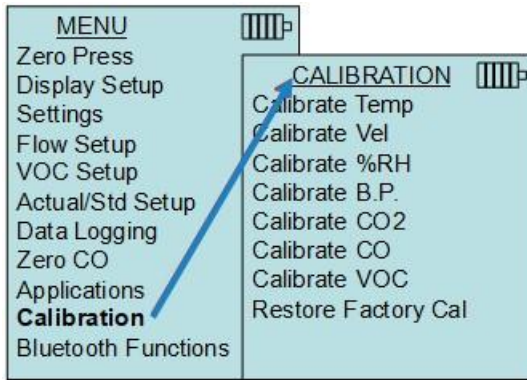 MENU
Zero Press
Display Setup
Settings
Flow Setup
VOC Setup
Actual/Std Setup
Data Logging
Zero CO
Applications
Calibration
Bluetooth Functions
CALIBRATION
Calibrate Temp
Calibrate Vel
Calibrate %RH
Calibrate B.P.
Calibrate CO2
Calibrate CO
Calibrate VOC
Restore Factory Cal